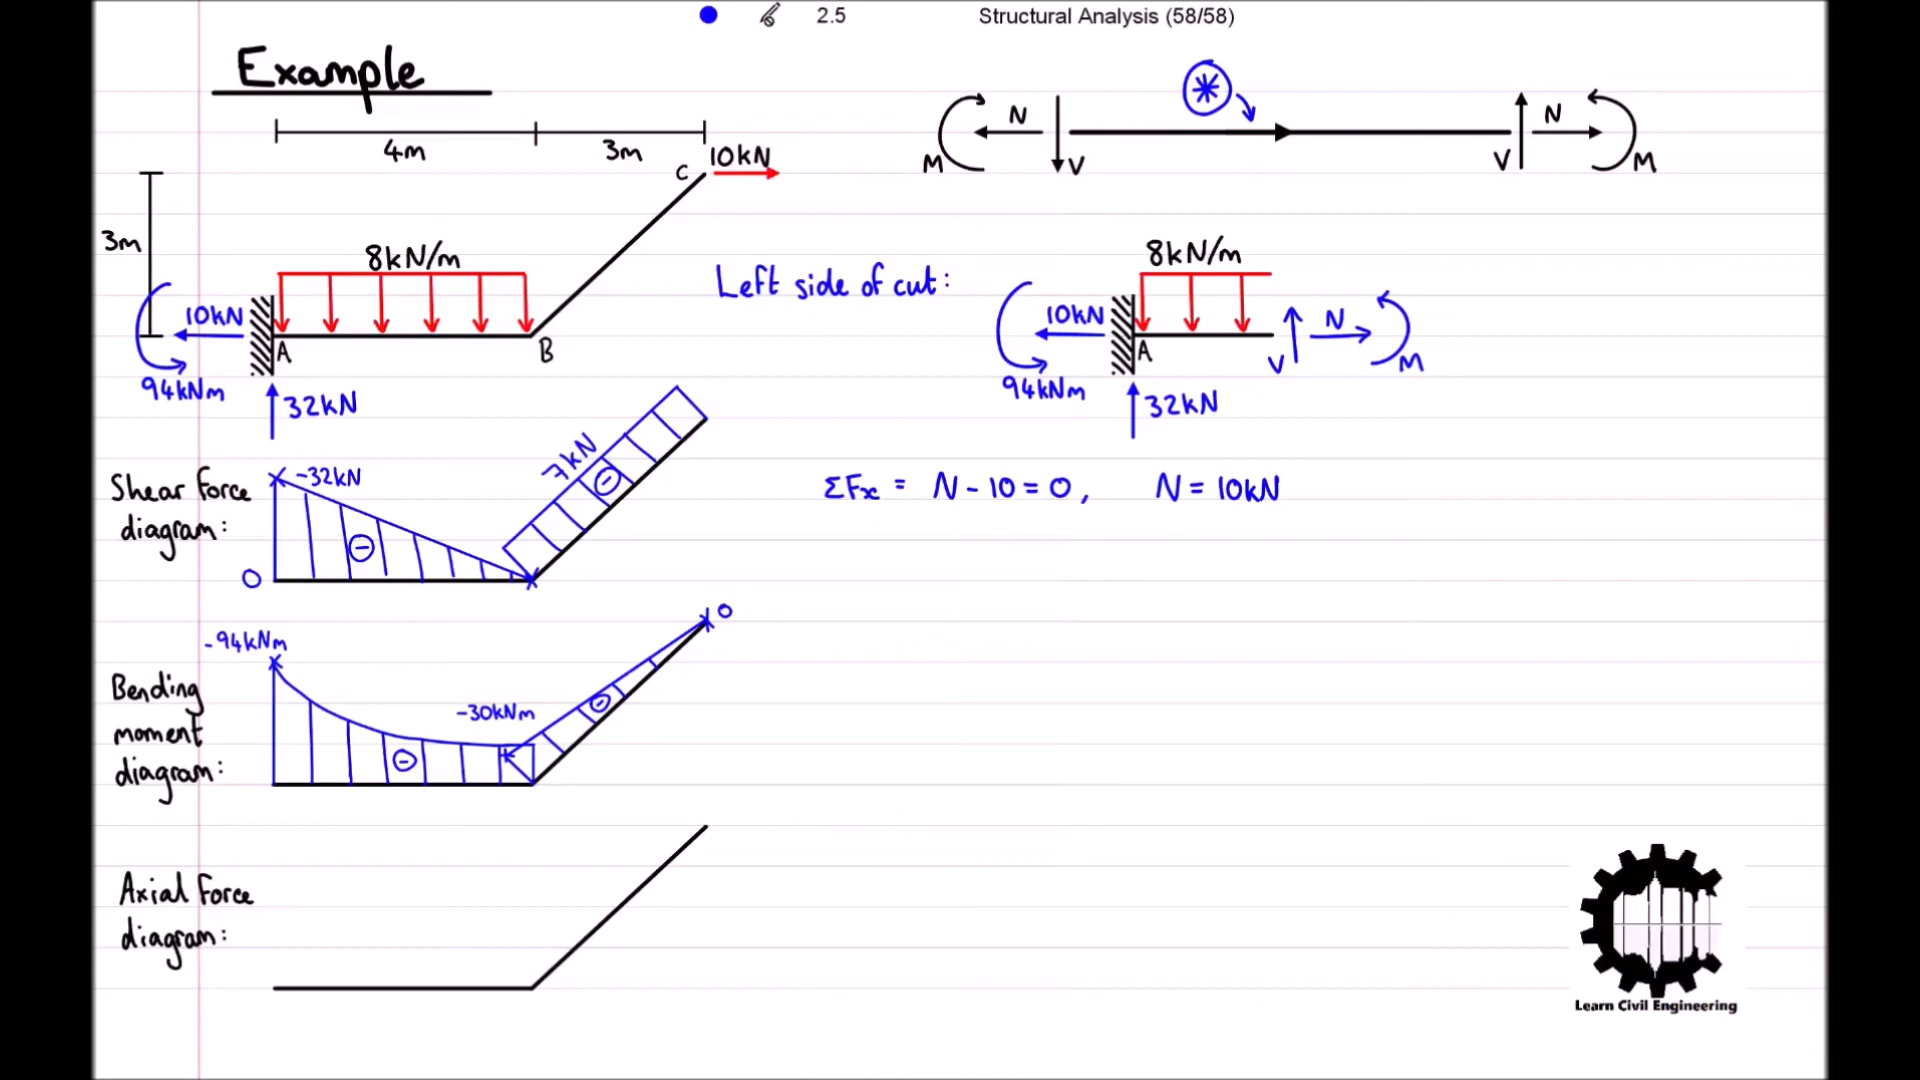 2.5 Structural Analysis (58/58)
Example
4m 3m
C 10kN
3m
8kN/m
10kN
A B
94kNm
32kN
N V M
N V M
*
Left side of cut:
8kN/m
10kN
A
V N M
94kNm
32kN
ΣFx = N - 10 = 0, N = 10kN
Shear Force
diagram:
-32kN
7kN
-
-
0
Bending
moment
diagram:
-94kNm
-30kNm
0
-
-
Axial Force
diagram:
Learn Civil Engineering